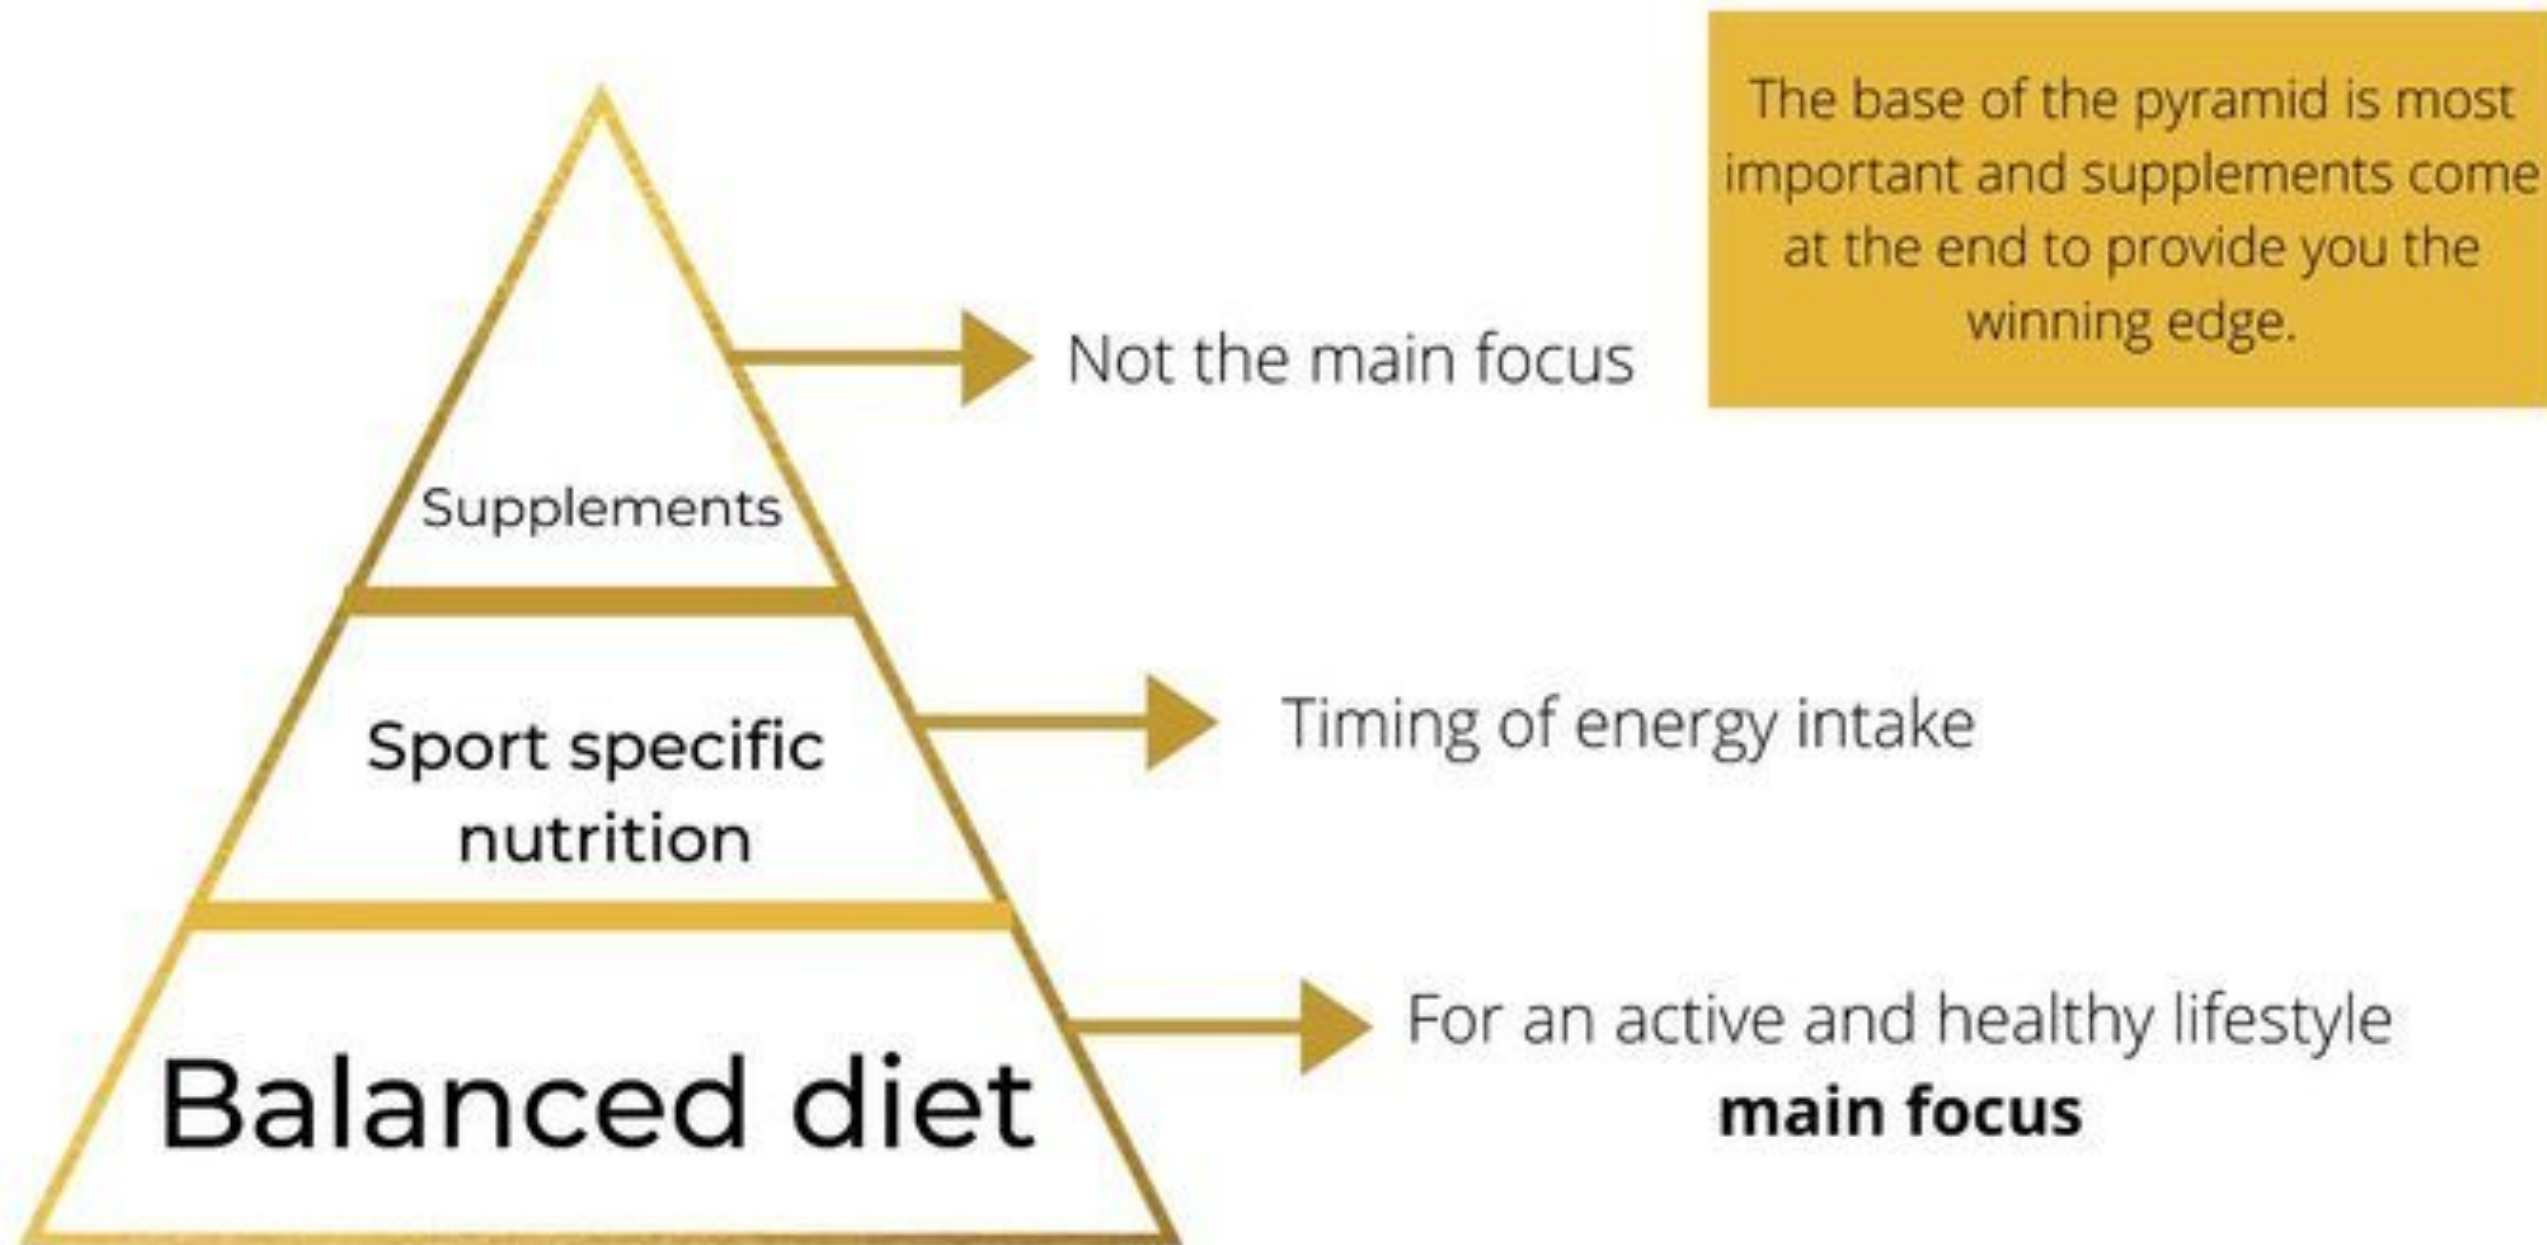 The base of the pyramid is most
important and supplements come
at the end to provide you the
winning edge.
Not the main focus
Supplements
Sport specific
nutrition
Timing of energy intake
Balanced diet
For an active and healthy lifestyle
main focus